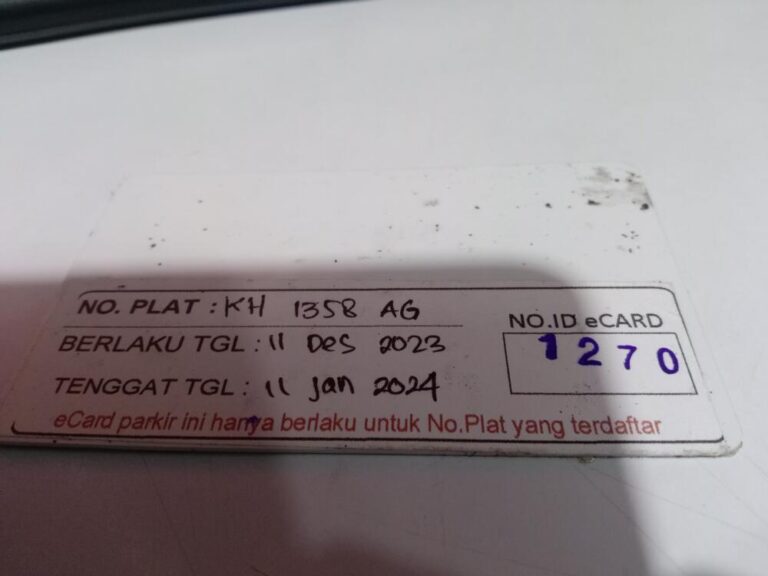 NO. PLAT : KH 1358 AG
BERLAKU TGL : 11 Des 2023
TENGGAT TGL : 11 Jan 2024
NO.ID eCARD
1270
eCard parkir ini hanya berlaku untuk No.Plat yang terdaftar